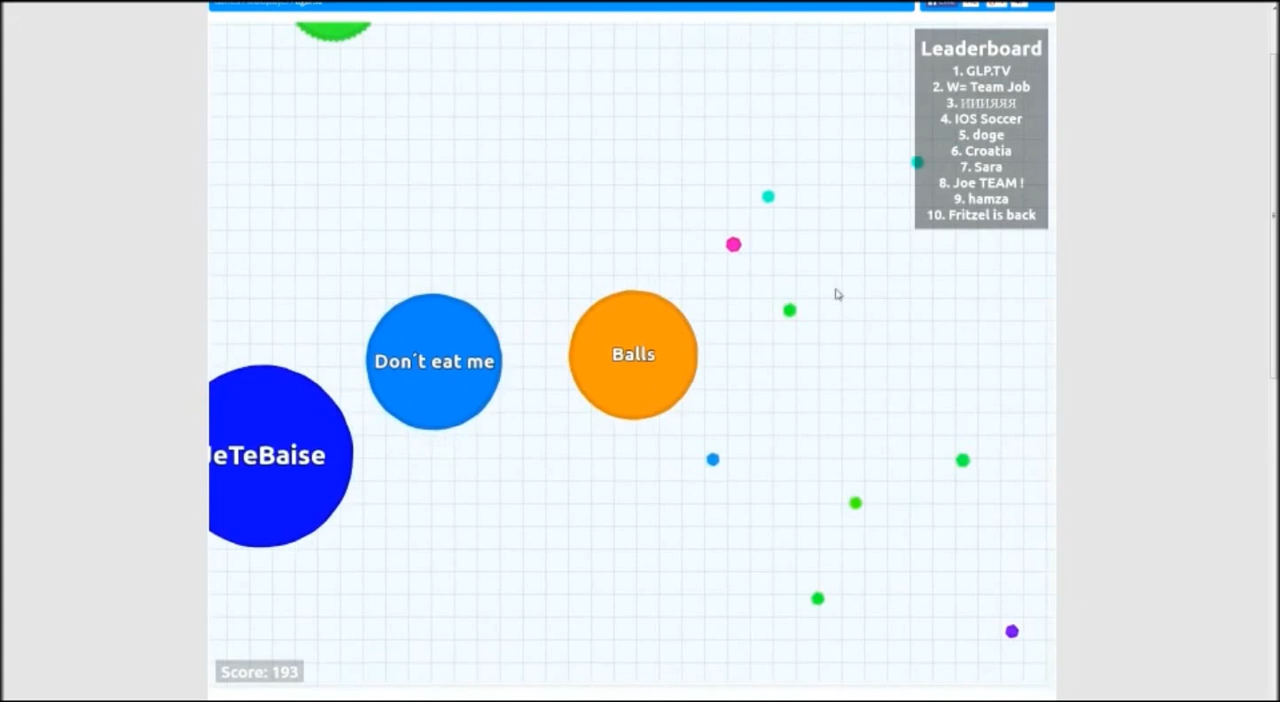 Leaderboard
1. GLP.TV
2. W= Team Job
3. ИИИЯЯЯ
4. IOS Soccer
5. doge
6. Croatia
7. Sara
8. Joe TEAM !
9. hamza
10. Fritzel is back
Don´t eat me
Balls
JeTeBaise
Score: 193